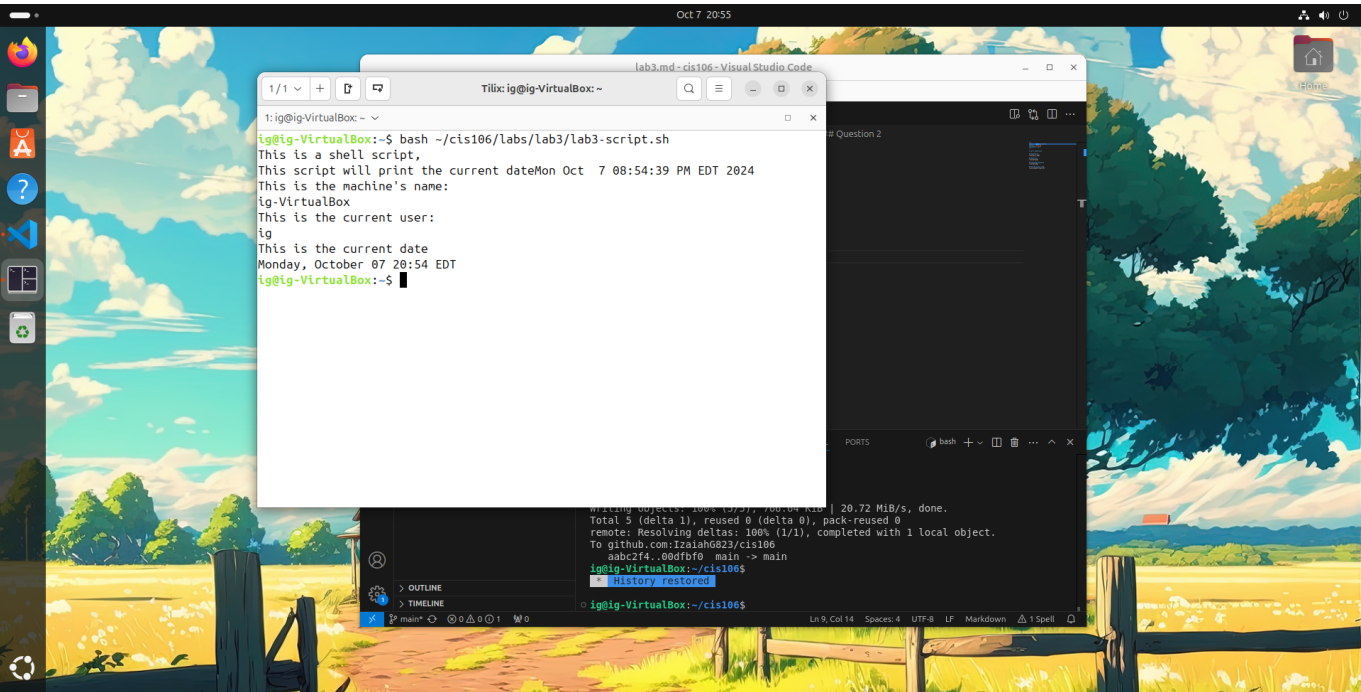 Oct 7 20:55
Home
lab3.md - cis106 - Visual Studio Code
1 / 1
Tilix: ig@ig-VirtualBox: ~
1: ig@ig-VirtualBox: ~
ig@ig-VirtualBox:~$ bash ~/cis106/labs/lab3/lab3-script.sh
This is a shell script,
This script will print the current dateMon Oct  7 08:54:39 PM EDT 2024
This is the machine's name:
ig-VirtualBox
This is the current user:
ig
This is the current date
Monday, October 07 20:54 EDT
ig@ig-VirtualBox:~$
## Question 2
PORTS
bash
Writing objects: 100% (5/5), 766.64 KiB | 20.72 MiB/s, done.
Total 5 (delta 1), reused 0 (delta 0), pack-reused 0
remote: Resolving deltas: 100% (1/1), completed with 1 local object.
To github.com:IzaiahG823/cis106
aabc2f4..00dfbf0  main -> main
ig@ig-VirtualBox:~/cis106$
* History restored
ig@ig-VirtualBox:~/cis106$
OUTLINE
TIMELINE
1
main* 0 0 1 0 Ln 9, Col 14 Spaces: 4 UTF-8 LF Markdown 1 Spell